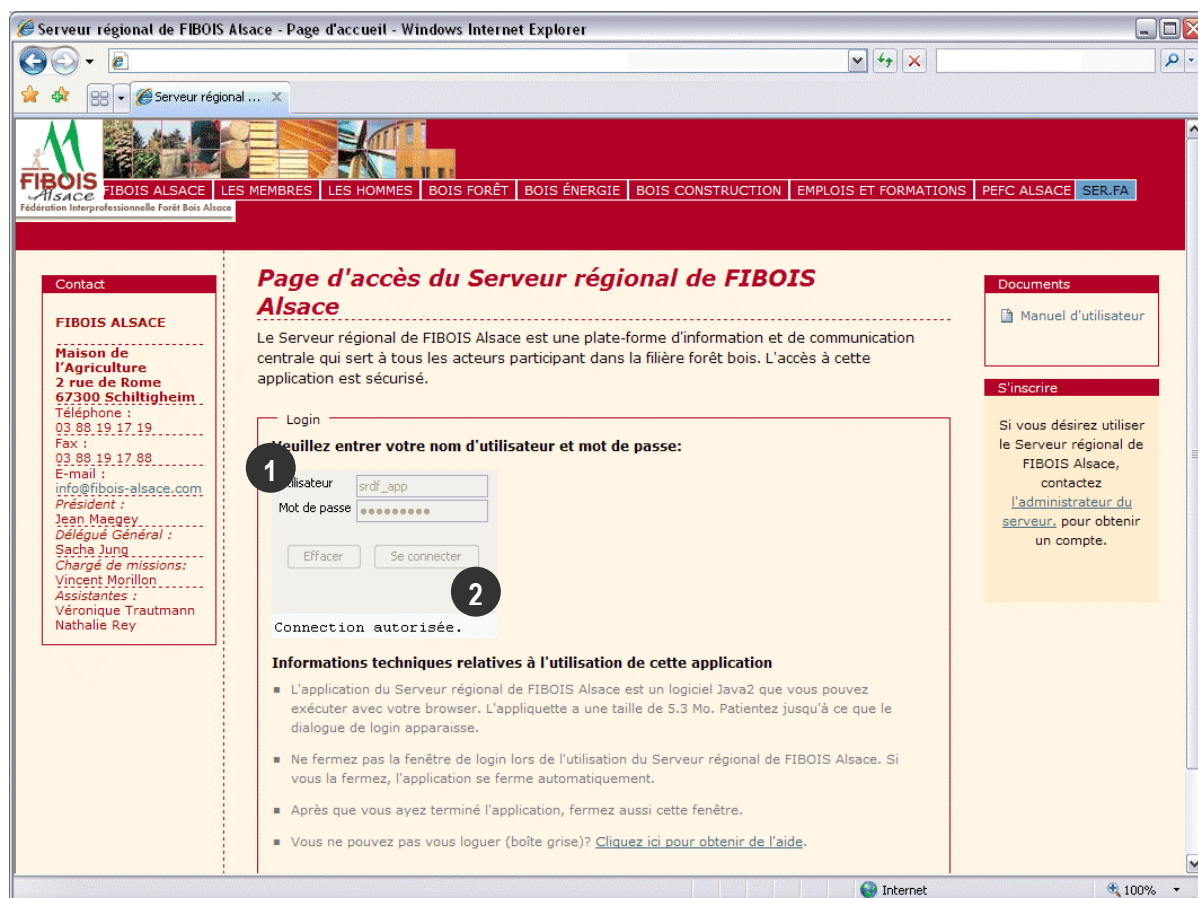 Serveur régional de FIBOIS Alsace - Page d'accueil - Windows Internet Explorer
Serveur régional ...
FIBOIS
Alsace
Fédération Interprofessionnelle Forêt Bois Alsace
FIBOIS ALSACE
LES MEMBRES
LES HOMMES
BOIS FORÊT
BOIS ÉNERGIE
BOIS CONSTRUCTION
EMPLOIS ET FORMATIONS
PEFC ALSACE
SER.FA
Contact
FIBOIS ALSACE
Maison de
l'Agriculture
2 rue de Rome
67300 Schiltigheim
Téléphone :
03 88 19 17 19
Fax :
03 88 19 17 88
E-mail :
info@fibois-alsace.com
Président :
Jean Maegey
Délégué Général :
Sacha Jung
Chargé de missions:
Vincent Morillon
Assistantes :
Véronique Trautmann
Nathalie Rey
Page d'accès du Serveur régional de FIBOIS
Alsace
Le Serveur régional de FIBOIS Alsace est une plate-forme d'information et de communication
centrale qui sert à tous les acteurs participant dans la filière forêt bois. L'accès à cette
application est sécurisé.
Login
Veuillez entrer votre nom d'utilisateur et mot de passe:
1
Utilisateur
srdf_app
Mot de passe
●●●●●●●●●
Effacer
Se connecter
2
Connection autorisée.
Informations techniques relatives à l'utilisation de cette application
L'application du Serveur régional de FIBOIS Alsace est un logiciel Java2 que vous pouvez
exécuter avec votre browser. L'appliquette a une taille de 5.3 Mo. Patientez jusqu'à ce que le
dialogue de login apparaisse.
Ne fermez pas la fenêtre de login lors de l'utilisation du Serveur régional de FIBOIS Alsace. Si
vous la fermez, l'application se ferme automatiquement.
Après que vous ayez terminé l'application, fermez aussi cette fenêtre.
Vous ne pouvez pas vous loguer (boîte grise)? Cliquez ici pour obtenir de l'aide.
Documents
Manuel d'utilisateur
S'inscrire
Si vous désirez utiliser
le Serveur régional de
FIBOIS Alsace,
contactez
l'administrateur du
serveur. pour obtenir
un compte.
Internet
100%